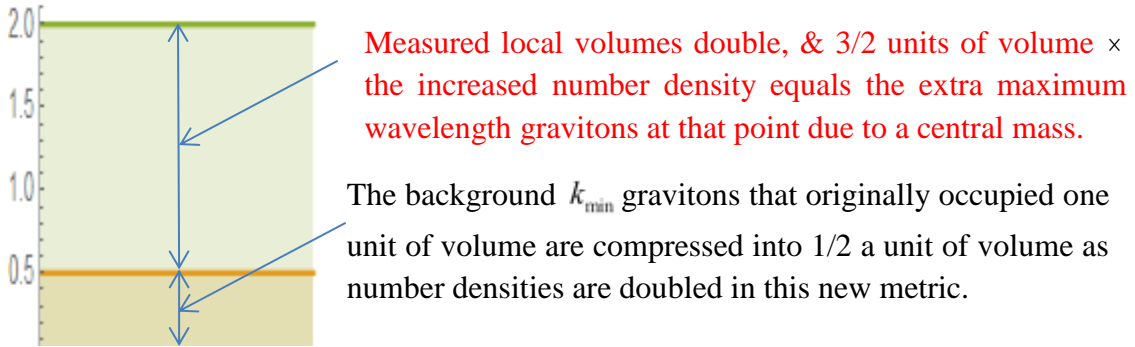 2.0
1.5
1.0
0.5
Measured local volumes double, & 3/2 units of volume ×
the increased number density equals the extra maximum
wavelength gravitons at that point due to a central mass.
The background k_min gravitons that originally occupied one
unit of volume are compressed into 1/2 a unit of volume as
number densities are doubled in this new metric.